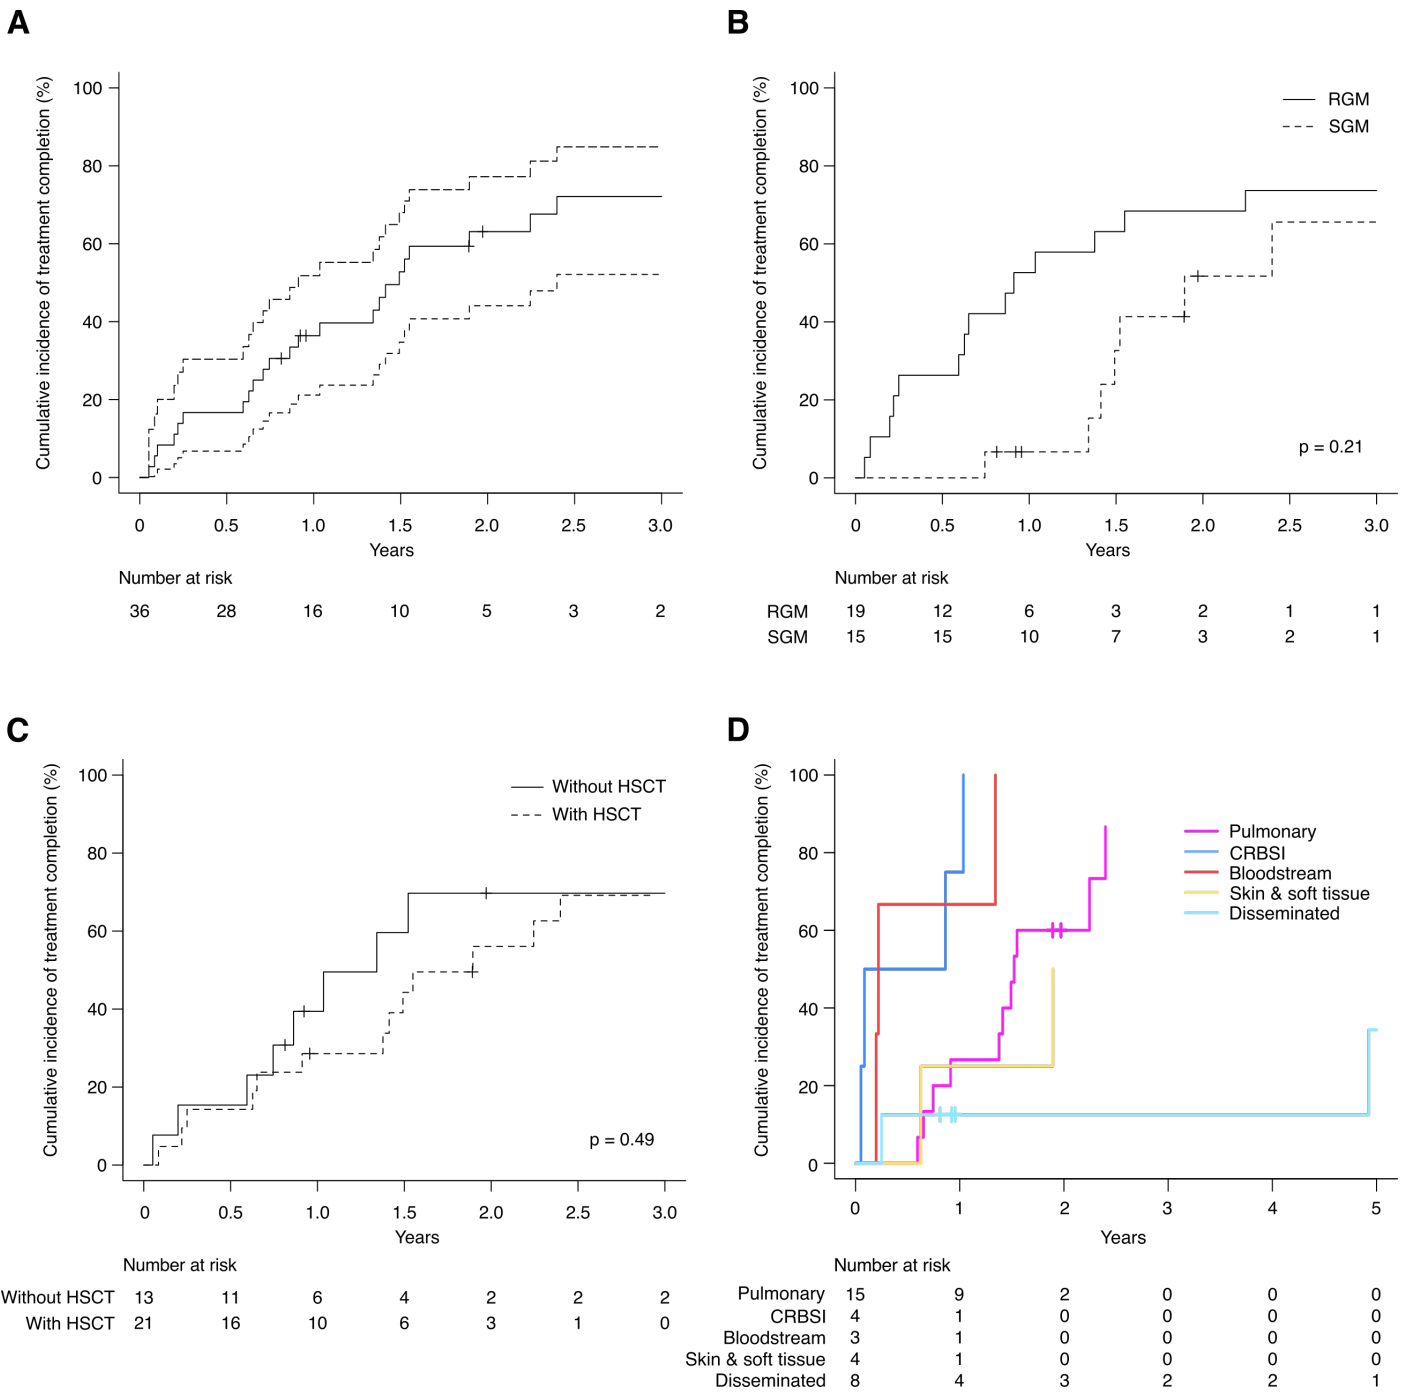 A
Cumulative incidence of treatment completion (%)
100
80
60
40
20
0
0 0.5 1.0 1.5 2.0 2.5 3.0
Years
Number at risk
36 28 16 10 5 3 2
B
Cumulative incidence of treatment completion (%)
100
80
60
40
20
0
RGM
SGM
p = 0.21
0 0.5 1.0 1.5 2.0 2.5 3.0
Years
Number at risk
RGM 19 12 6 3 2 1 1
SGM 15 15 10 7 3 2 1
C
Cumulative incidence of treatment completion (%)
100
80
60
40
20
0
Without HSCT
With HSCT
p = 0.49
0 0.5 1.0 1.5 2.0 2.5 3.0
Years
Number at risk
Without HSCT 13 11 6 4 2 2 2
With HSCT 21 16 10 6 3 1 0
D
Cumulative incidence of treatment completion (%)
100
80
60
40
20
0
Pulmonary
CRBSI
Bloodstream
Skin & soft tissue
Disseminated
0 1 2 3 4 5
Years
Number at risk
Pulmonary 15 9 2 0 0 0
CRBSI 4 1 0 0 0 0
Bloodstream 3 1 0 0 0 0
Skin & soft tissue 4 1 0 0 0 0
Disseminated 8 4 3 2 2 1